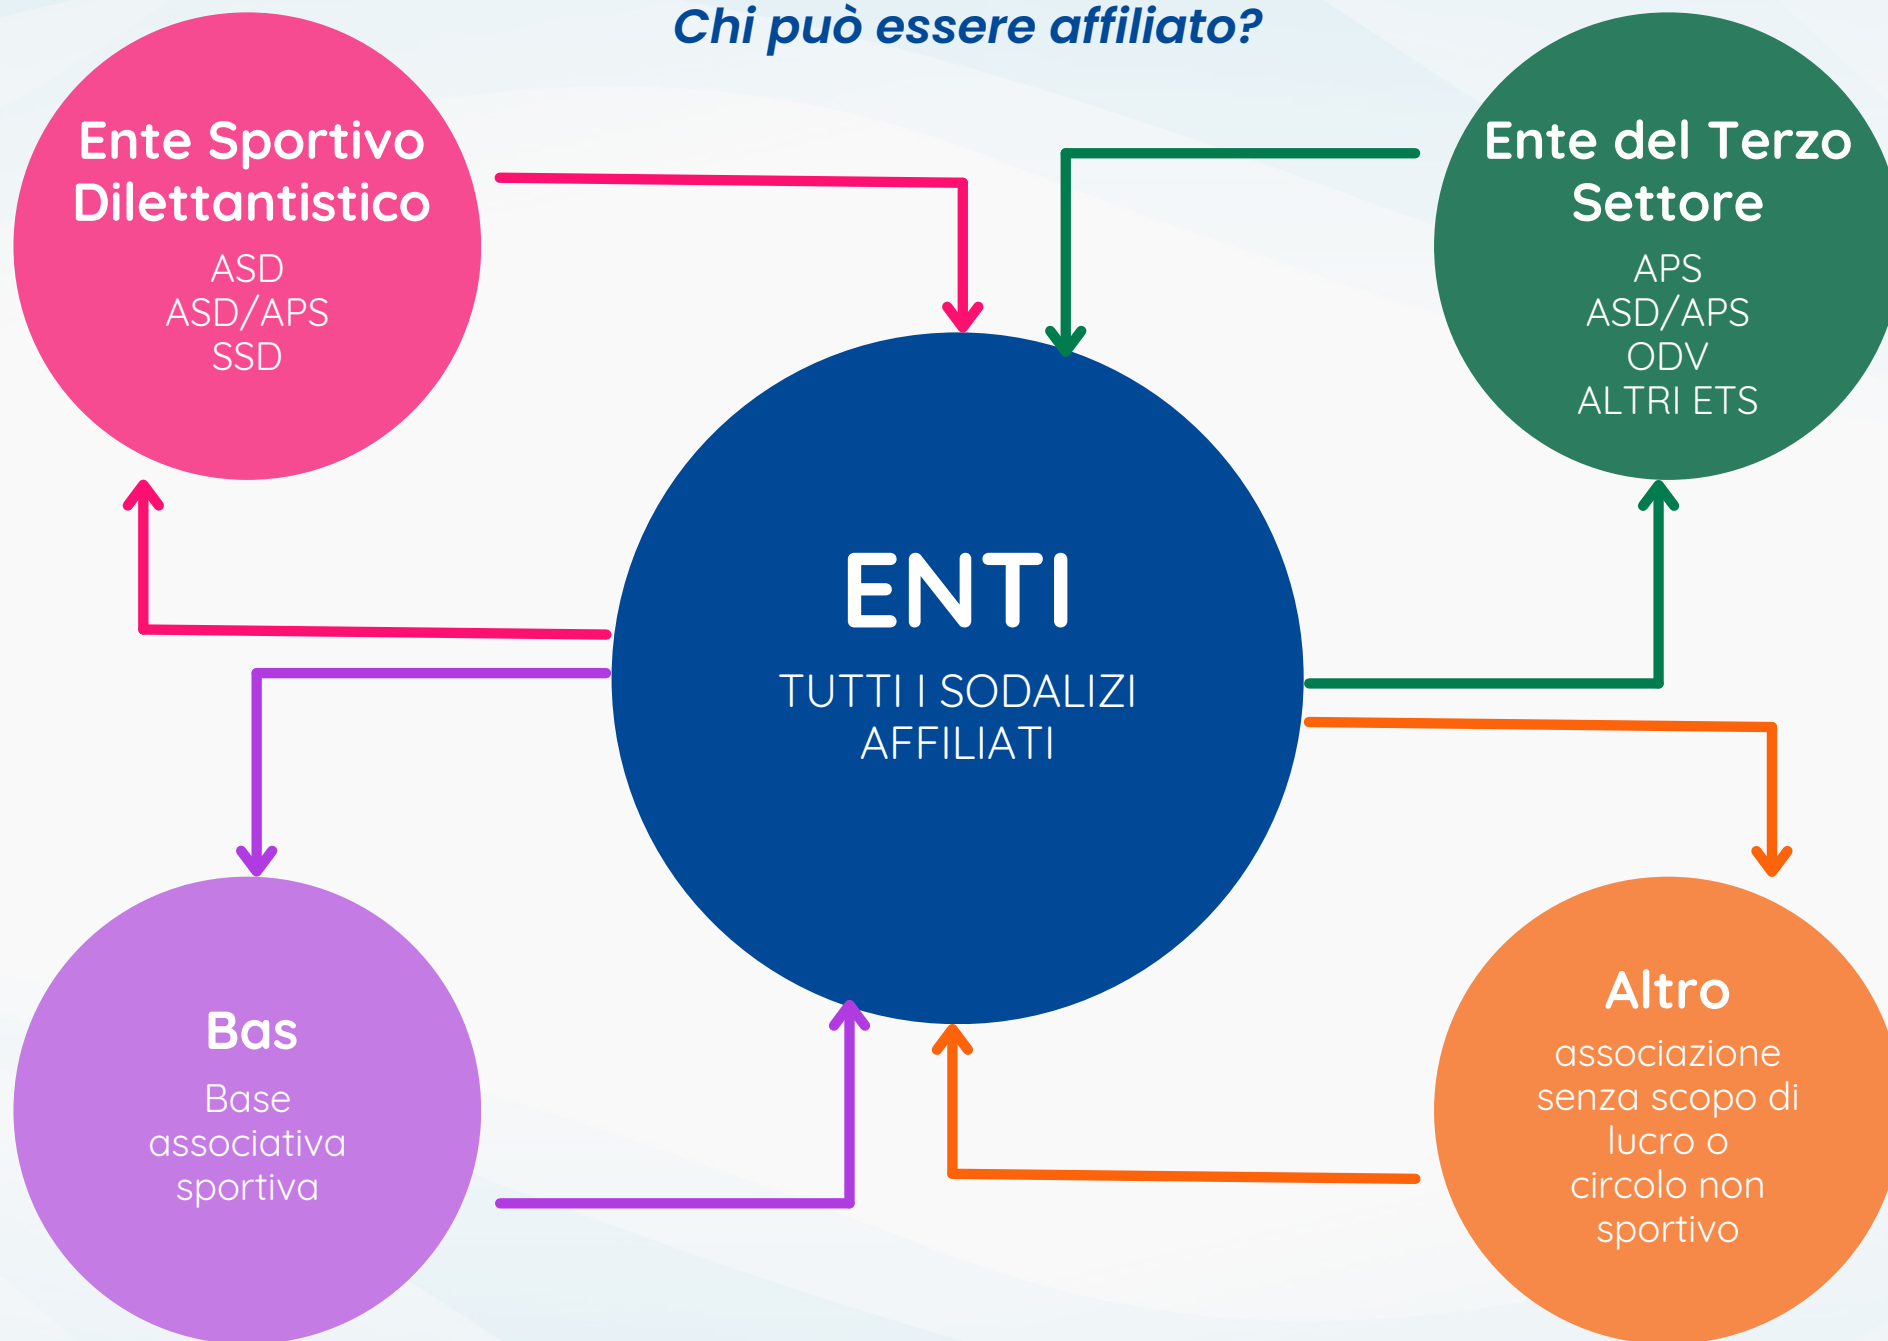 Chi può essere affiliato?
Ente Sportivo
Dilettantistico
ASD
ASD/APS
SSD
Ente del Terzo
Settore
APS
ASD/APS
ODV
ALTRI ETS
ENTI
TUTTI I SODALIZI
AFFILIATI
Bas
Base
associativa
sportiva
Altro
associazione
senza scopo di
lucro o
circolo non
sportivo